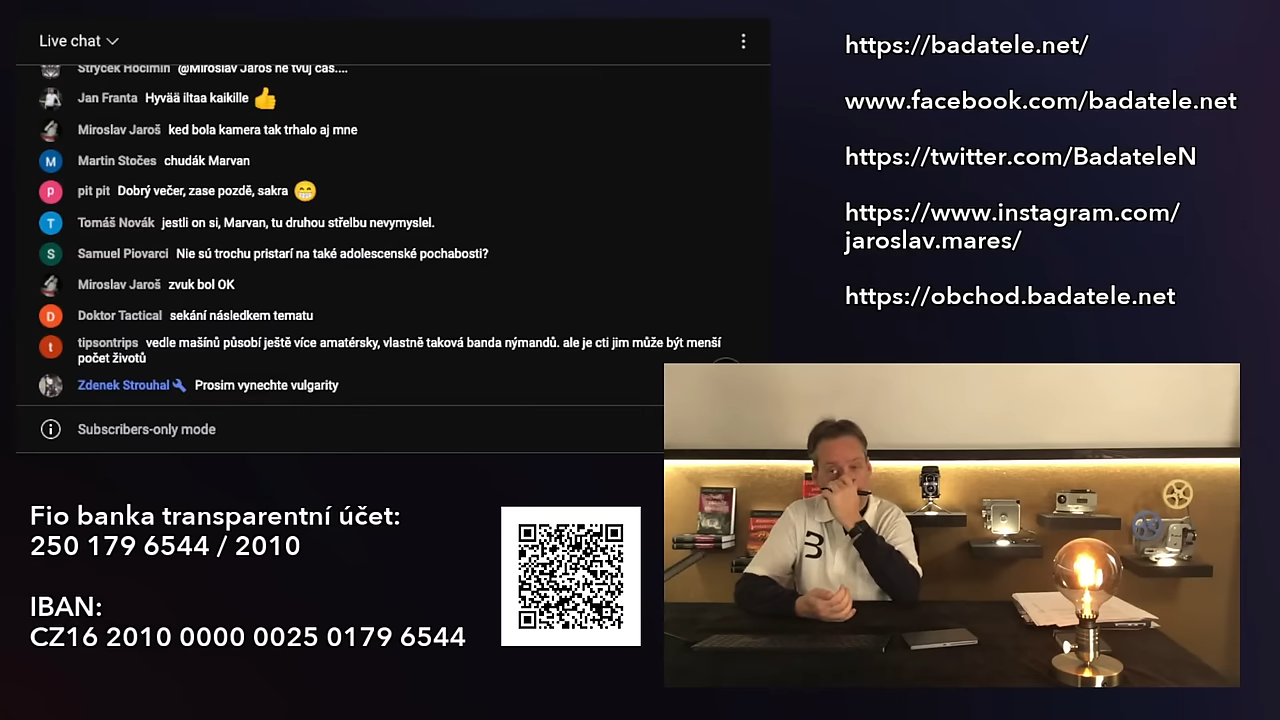 Live chat
Strýček Hočimin @Miroslav Jaroš ne tvůj čas....
Jan Franta Hyvää iltaa kaikille 👍
Miroslav Jaroš ked bola kamera tak trhalo aj mne
M Martin Stočes chudák Marvan
p pit pit Dobrý večer, zase pozdě, sakra 😁
T Tomáš Novák jestli on si, Marvan, tu druhou střelbu nevymyslel.
S Samuel Piovarci Nie sú trochu pristarí na také adolescenské pochabosti?
Miroslav Jaroš zvuk bol OK
D Doktor Tactical sekání následkem tematu
t tipsontrips vedle mašínů působí ještě více amatérsky, vlastně taková banda nýmandů. ale je cti jim může být menší
počet životů
Zdenek Strouhal Prosim vynechte vulgarity
Subscribers-only mode
https://badatele.net/
www.facebook.com/badatele.net
https://twitter.com/BadateleN
https://www.instagram.com/
jaroslav.mares/
https://obchod.badatele.net
Fio banka transparentní účet:
250 179 6544 / 2010
IBAN:
CZ16 2010 0000 0025 0179 6544